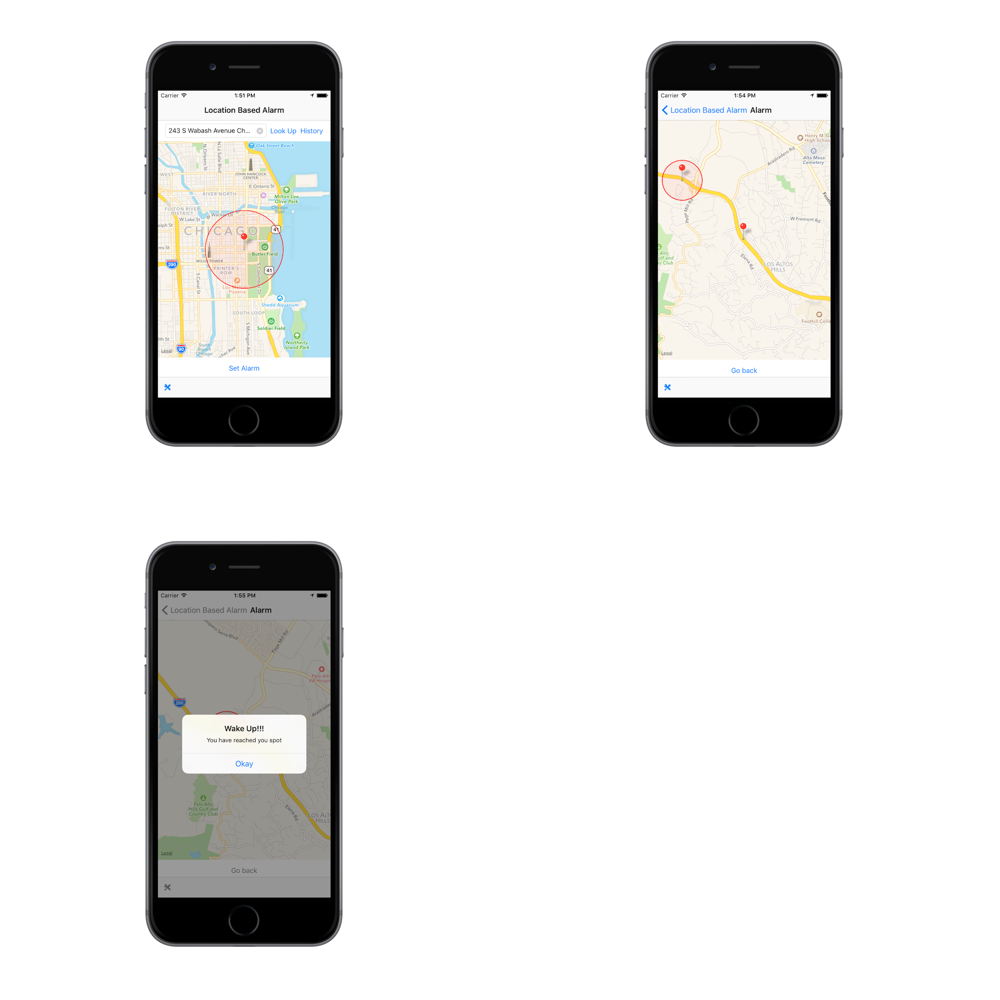 Carrier 1:51 PM
Location Based Alarm
243 S Wabash Avenue Ch... Look Up History
Oak Street Beach
N Orleans St
N La Salle Blvd
WEST
JOHN HANCOCK
CENTER
E Ontario St
RIVER NORTH
Milton Lee
Olive Park
FULTON RIVER
DISTRICT
Chicago
River
W Wacker Dr
W Lake St
olph St
CHICAGO
41
ms St
Butler Field
WILLIS TOWER
290
PRINTER'S
ROW
41
S Canal St
S Columbus Dr
Lou Malnati's
Pizzeria
Shedd Aquarium
SOUTH LOOP
Soldier Field
S Michigan Ave
8th St
Northerly
Island Park
South
Branch
Chicago
90
rcher Ave
Legal
Set Alarm
Carrier 1:54 PM
Location Based Alarm Alarm
Henry M. G
High Schoo
Alta Mesa
Cemetery
Arastradero Rd
Page Mill Rd
Foothi
W Fremont Rd
Alto
olf and
ry Club
Elena Rd
LOS ALTOS
HILLS
Foothill Colle
Legal
Go back
Carrier 1:55 PM
Location Based Alarm Alarm
nipero Serra Blvd
Page Mill Rd
B
Palo Alto
VA Hospit
280
Arastrader
Wake Up!!!
You have reached you spot
Okay
Palo Alto
Hills Golf and
Country Club
Elena Rd
LOS ALT
HILLS
Legal
Go back